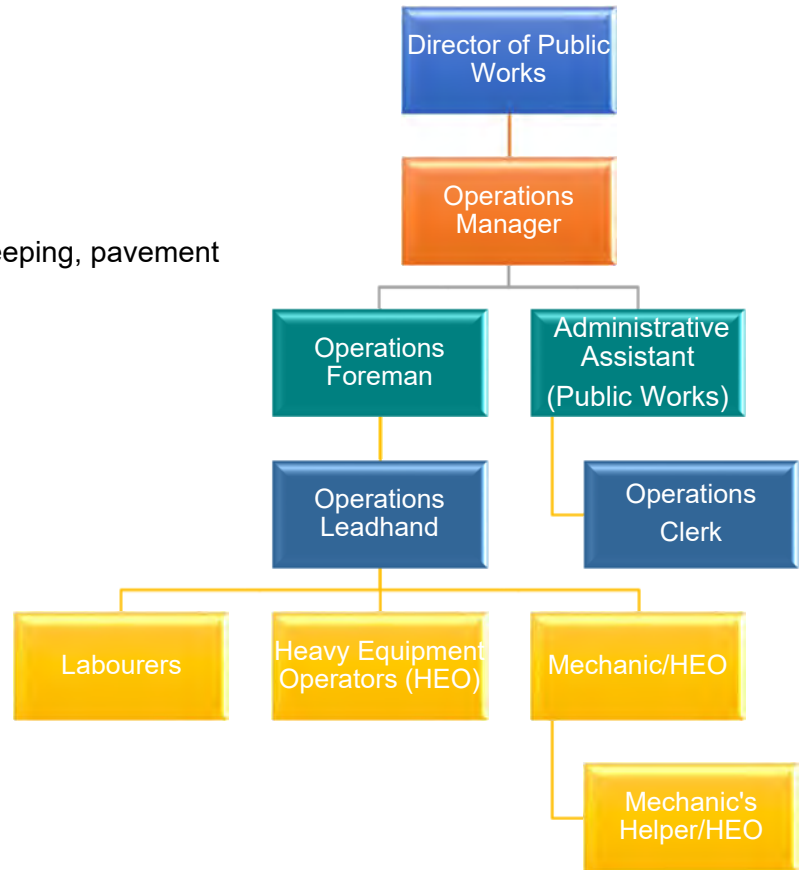 Director of Public
Works
Operations
Manager
eeping, pavement
Operations
Foreman
Administrative
Assistant
(Public Works)
Operations
Leadhand
Operations
Clerk
Labourers
Heavy Equipment
Operators (HEO)
Mechanic/HEO
Mechanic's
Helper/HEO